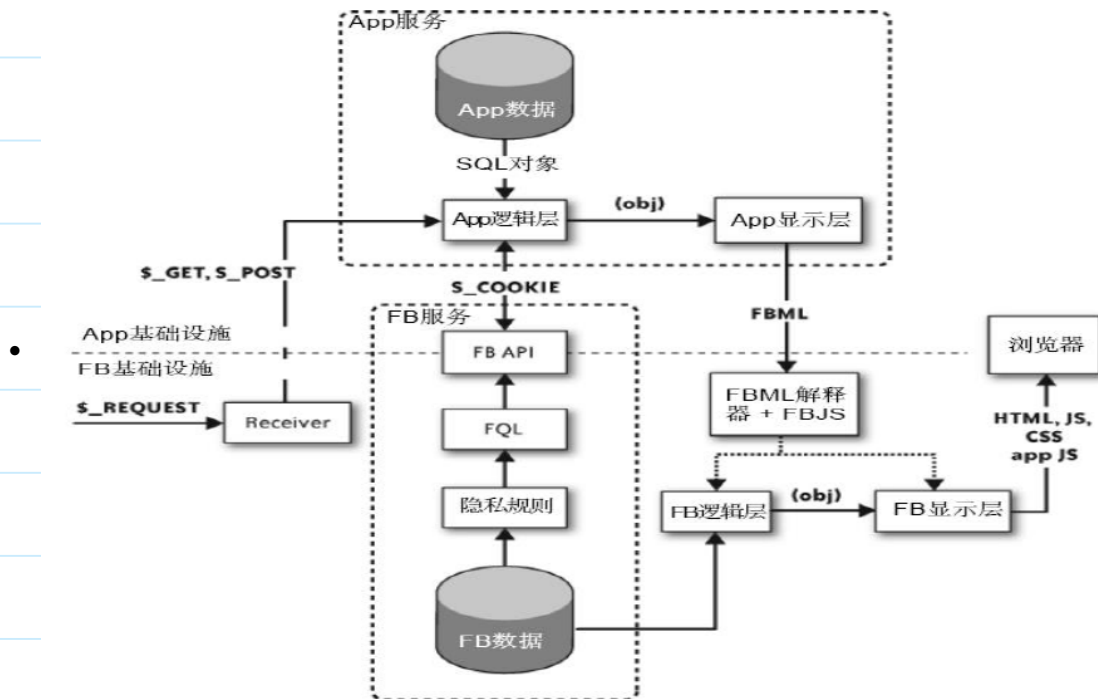 App服务
App数据
SQL对象
App逻辑层
(obj)
App显示层
$_GET, S_POST
S_COOKIE
FB服务
FBML
App基础设施
FB基础设施
FB API
浏览器
$_REQUEST
Receiver
FQL
FBML解释
器 + FBJS
HTML, JS,
CSS
app JS
隐私规则
FB逻辑层
(obj)
FB显示层
FB数据